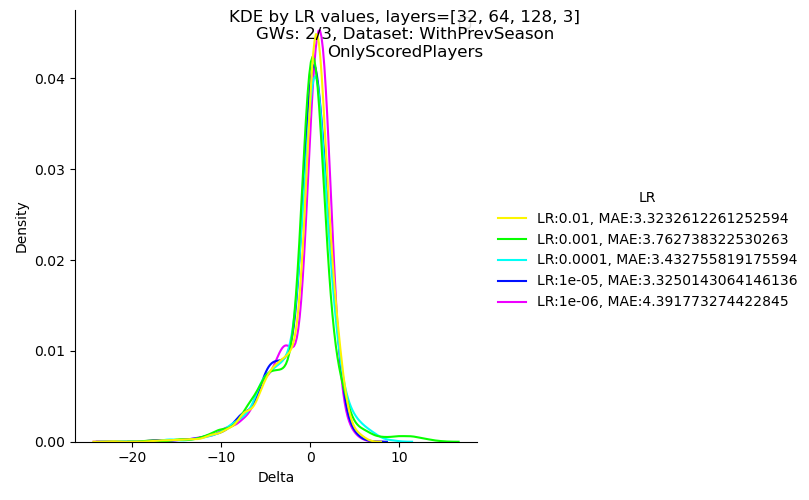 KDE by LR values, layers=[32, 64, 128, 3]
GWs: 2/3, Dataset: WithPrevSeason
OnlyScoredPlayers
0.04
0.03
0.02
0.01
0.00
Density
−20
−10
0
10
Delta
LR
LR:0.01, MAE:3.3232612261252594
LR:0.001, MAE:3.762738322530263
LR:0.0001, MAE:3.432755819175594
LR:1e-05, MAE:3.3250143064146136
LR:1e-06, MAE:4.391773274422845